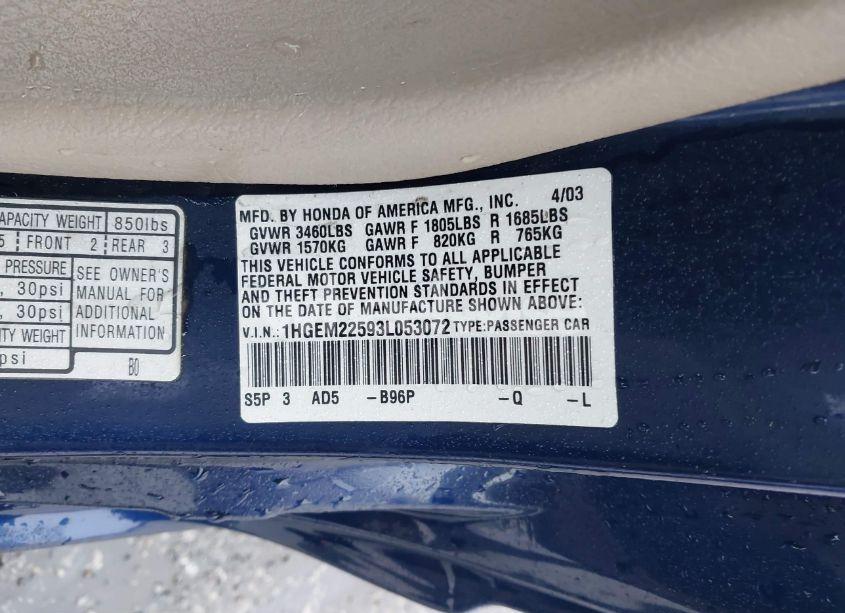 CAPACITY WEIGHT 850lbs
5 FRONT 2 REAR 3
PRESSURE
, 30psi
, 30psi
SEE OWNER'S
MANUAL FOR
ADDITIONAL
INFORMATION
CAPACITY WEIGHT
psi
B0
MFD. BY HONDA OF AMERICA MFG., INC. 4/03
GVWR 3460LBS GAWR F 1805LBS R 1685LBS
GVWR 1570KG GAWR F 820KG R 765KG
THIS VEHICLE CONFORMS TO ALL APPLICABLE
FEDERAL MOTOR VEHICLE SAFETY, BUMPER
AND THEFT PREVENTION STANDARDS IN EFFECT
ON THE DATE OF MANUFACTURE SHOWN ABOVE:
V.I.N.: 1HGEM22593L053072 TYPE:PASSENGER CAR
S5P 3 AD5 -B96P -Q -L